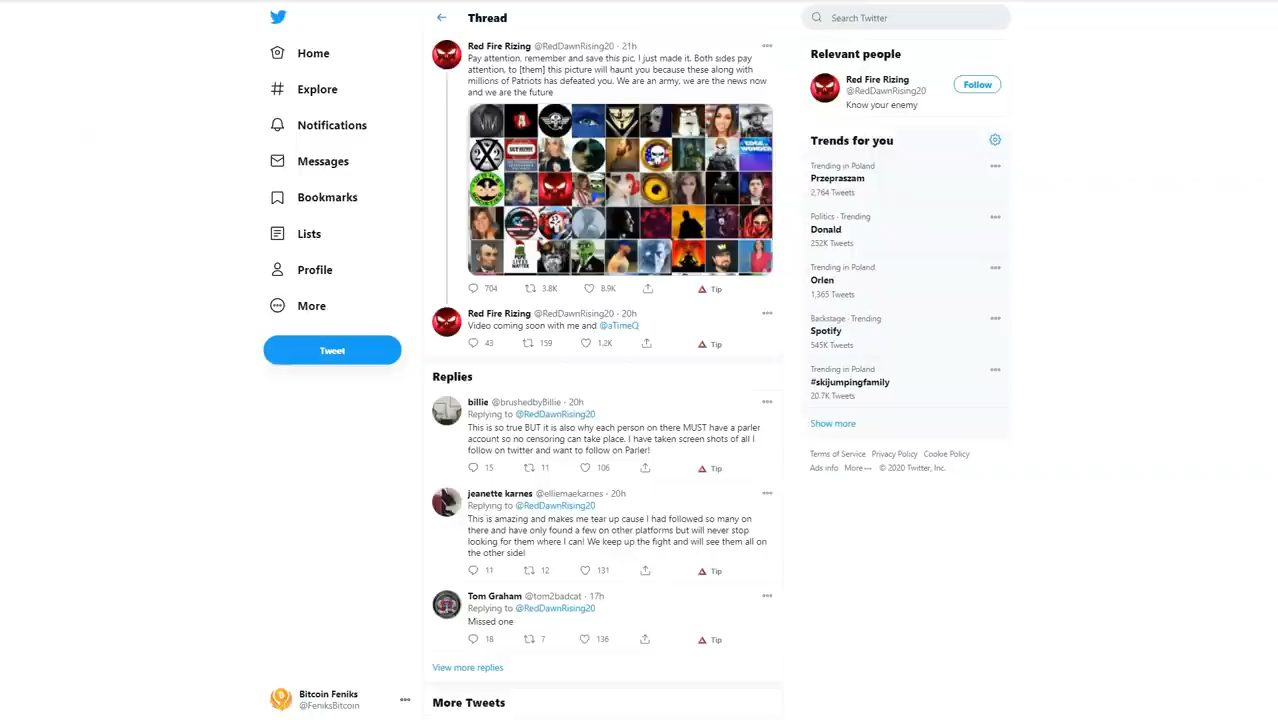 Home
Explore
Notifications
Messages
Bookmarks
Lists
Profile
More
Tweet
Bitcoin Feniks
@FeniksBitcoin
Thread
Red Fire Rizing @RedDawnRising20 · 21h
Pay attention, remember and save this pic, I just made it. Both sides pay
attention, to [them] this picture will haunt you because these along with
millions of Patriots has defeated you. We are an army, we are the news now
and we are the future
704 3.8K 8.9K Tip
Red Fire Rizing @RedDawnRising20 · 20h
Video coming soon with me and @aTimeQ
43 159 1.2K Tip
Replies
billie @brushedbyBillie · 20h
Replying to @RedDawnRising20
This is so true BUT it is also why each person on there MUST have a parler
account so no censoring can take place. I have taken screen shots of all I
follow on twitter and want to follow on Parler!
15 11 106 Tip
jeanette karnes @elliemaekarnes · 20h
Replying to @RedDawnRising20
This is amazing and makes me tear up cause I had followed so many on
there and have only found a few on other platforms but will never stop
looking for them where I can! We keep up the fight and will see them all on
the other side!
11 12 131 Tip
Tom Graham @tom2badcat · 17h
Replying to @RedDawnRising20
Missed one
18 7 136 Tip
View more replies
More Tweets
Search Twitter
Relevant people
Red Fire Rizing
@RedDawnRising20
Follow
Know your enemy
Trends for you
Trending in Poland
Przepraszam
2,764 Tweets
Politics · Trending
Donald
252K Tweets
Trending in Poland
Orlen
1,365 Tweets
Backstage · Trending
Spotify
545K Tweets
Trending in Poland
#skijumpingfamily
20.7K Tweets
Show more
Terms of Service Privacy Policy Cookie Policy
Ads info More © 2020 Twitter, Inc.